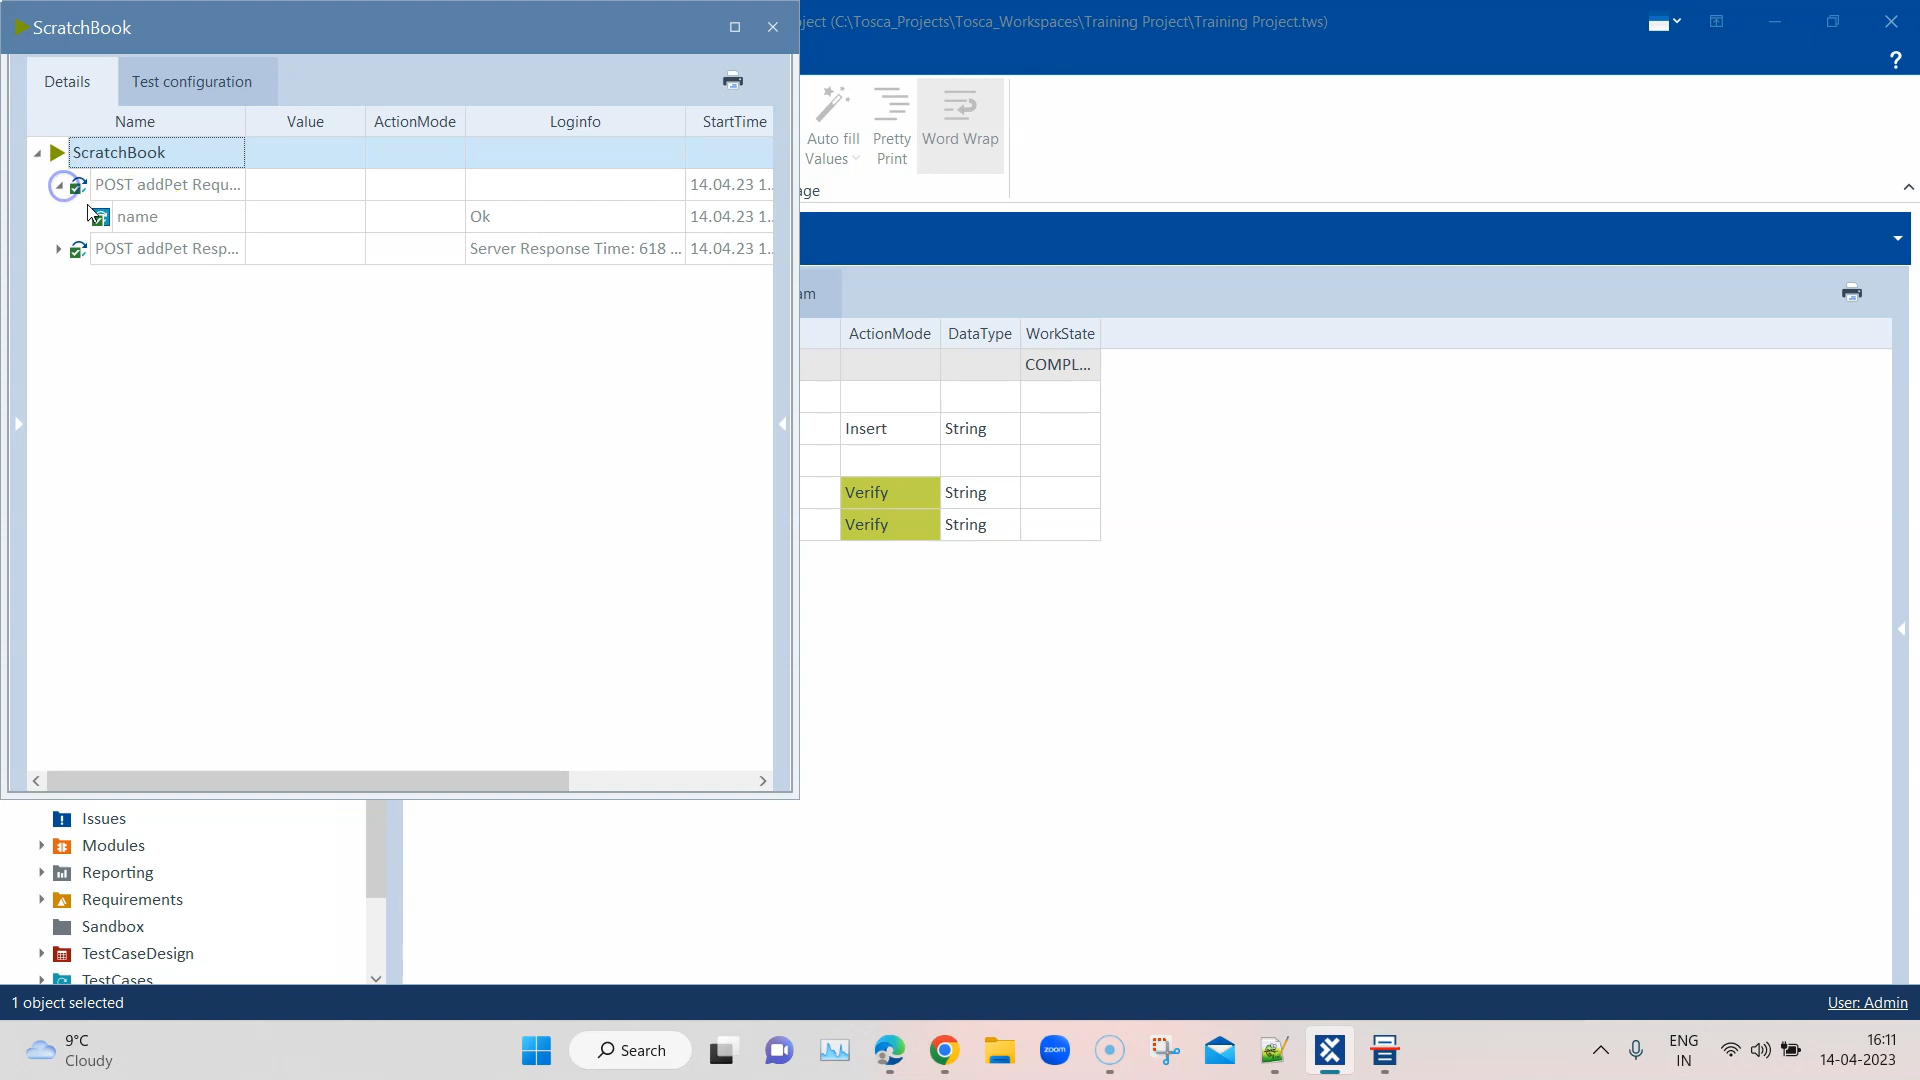 ScratchBook
ject (C:\Tosca_Projects\Tosca_Workspaces\Training Project\Training Project.tws)
?
Details
Test configuration
Auto fill Values
Pretty Print
Word Wrap
age
Name Value ActionMode Loginfo StartTime
ScratchBook
POST addPet Requ... 14.04.23 1...
name Ok 14.04.23 1...
POST addPet Resp... Server Response Time: 618 ... 14.04.23 1...
am
ActionMode DataType WorkState
COMPL...
Insert String
Verify String
Verify String
Issues
Modules
Reporting
Requirements
Sandbox
TestCaseDesign
TestCases
1 object selected
User: Admin
9°C
Cloudy
Search
zoom
ENG
IN
16:11
14-04-2023